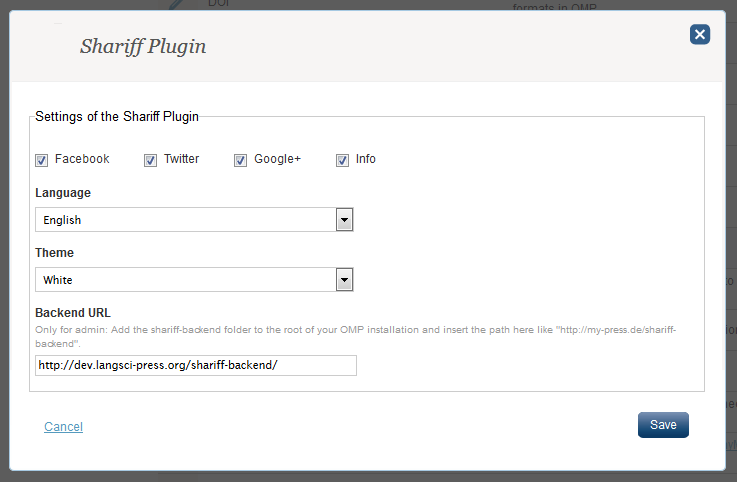 DOI
formats in OMP
Shariff Plugin
Settings of the Shariff Plugin
Facebook Twitter Google+ Info
Language
English
Theme
White
Backend URL
Only for admin: Add the shariff-backend folder to the root of your OMP installation and insert the path here like "http://my-press.de/shariff-
backend".
http://dev.langsci-press.org/shariff-backend/
Cancel
Save